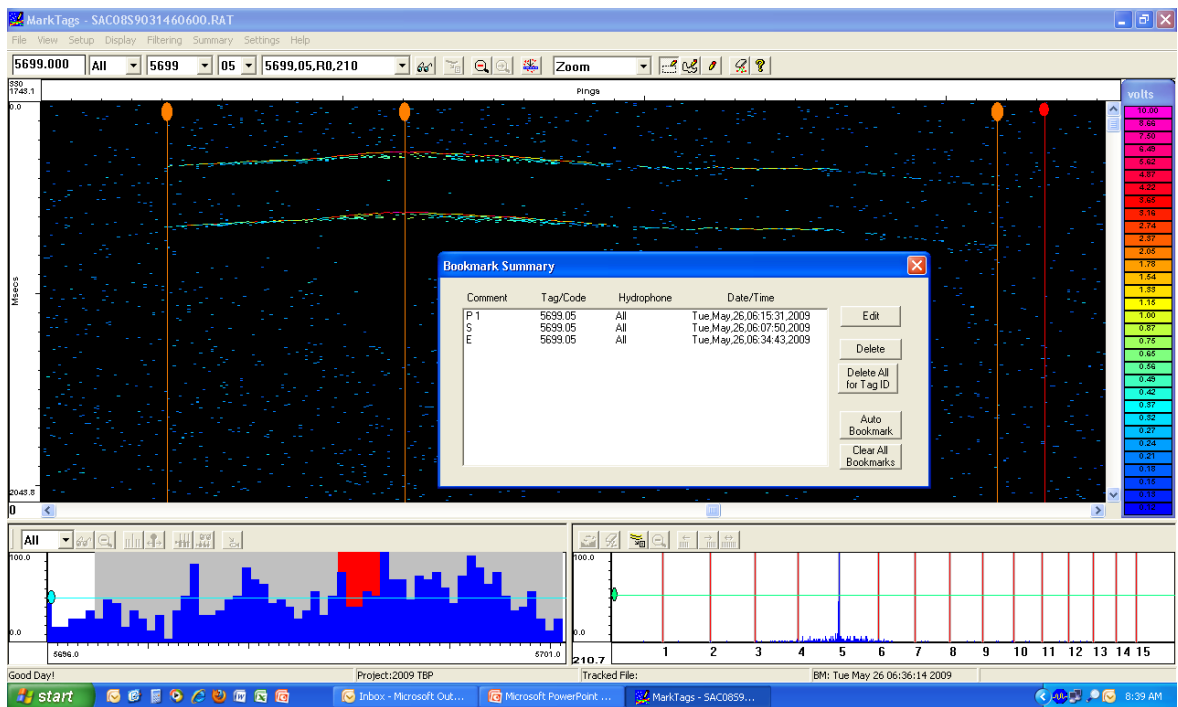 MarkTags - SAC08S9031460600.RAT
File View Setup Display Filtering Summary Settings Help
5699.000 All 5699 05 5699,05,R0,210 Zoom
1743.1 Pings
0.0
Msecs
2043.8
0
volts
10.00
8.66
7.50
6.49
5.62
4.87
4.22
3.65
3.16
2.74
2.37
2.05
1.78
1.54
1.33
1.15
1.00
0.87
0.75
0.65
0.56
0.49
0.42
0.37
0.32
0.27
0.24
0.21
0.18
0.15
0.13
Bookmark Summary
Comment Tag/Code Hydrophone Date/Time
P 1 5699.05 All Tue,May,26,06:15:31,2009
S 5699.05 All Tue,May,26,06:07:50,2009
E 5699.05 All Tue,May,26,06:34:43,2009
Edit
Delete
Delete All
for Tag ID
Auto
Bookmark
Clear All
Bookmarks
All
100.0
0.0
5696.0 5701.0
100.0
0.0
210.7
1 2 3 4 5 6 7 8 9 10 11 12 13 14 15
Good Day! Project:2009 TBP Tracked File: BM: Tue May 26 06:36:14 2009
start Inbox - Microsoft Out... Microsoft PowerPoint ... MarkTags - SAC08S9... 8:39 AM